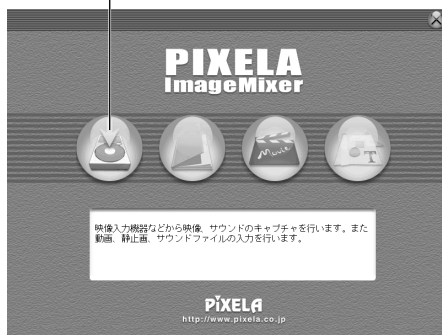 PIXELA
ImageMixer
Movie
T
映像入力機器などから映像、サウンドのキャプチャを行います。また
動画、静止画、サウンドファイルの入力を行います。
PIXELA
http://www.pixela.co.jp